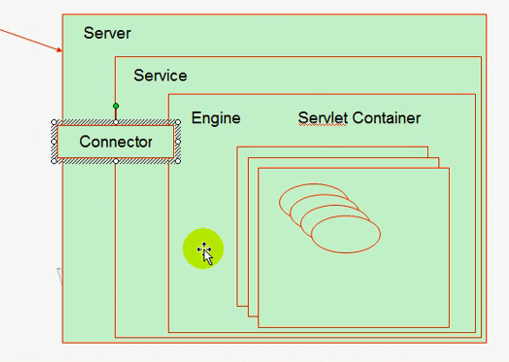 Server
Service
Engine
Servlet Container
Connector